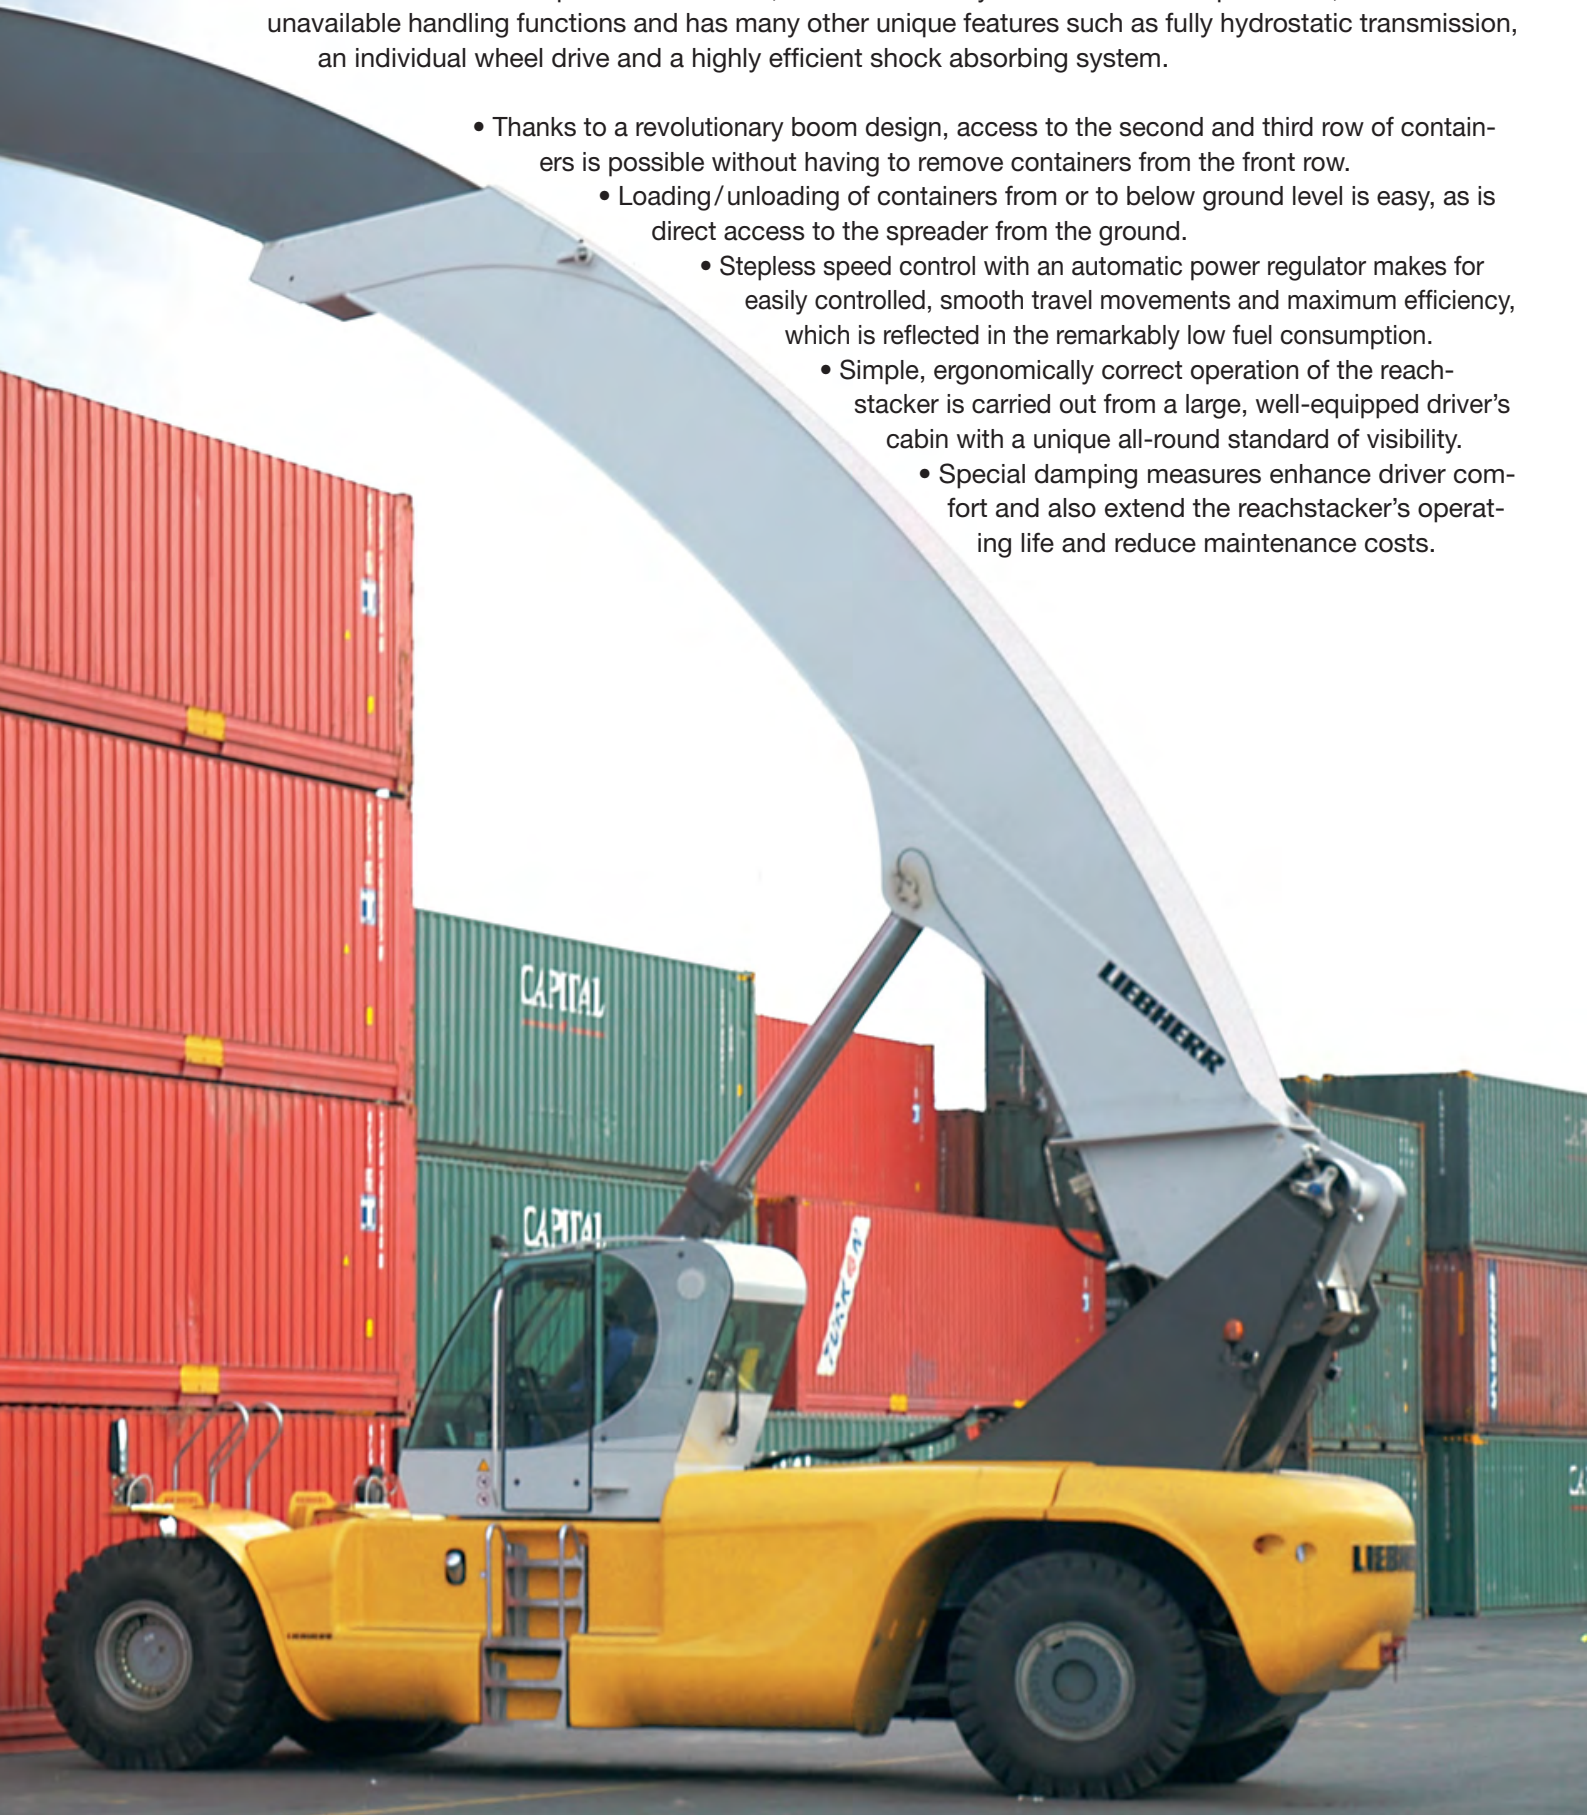 unavailable handling functions and has many other unique features such as fully hydrostatic transmission,
an individual wheel drive and a highly efficient shock absorbing system.
• Thanks to a revolutionary boom design, access to the second and third row of contain-
ers is possible without having to remove containers from the front row.
• Loading/unloading of containers from or to below ground level is easy, as is
direct access to the spreader from the ground.
• Stepless speed control with an automatic power regulator makes for
easily controlled, smooth travel movements and maximum efficiency,
which is reflected in the remarkably low fuel consumption.
• Simple, ergonomically correct operation of the reach-
stacker is carried out from a large, well-equipped driver's
cabin with a unique all-round standard of visibility.
• Special damping measures enhance driver com-
fort and also extend the reachstacker's operat-
ing life and reduce maintenance costs.
CAPITAL
LIEBHERR
CAPITAL
LIEBHERR